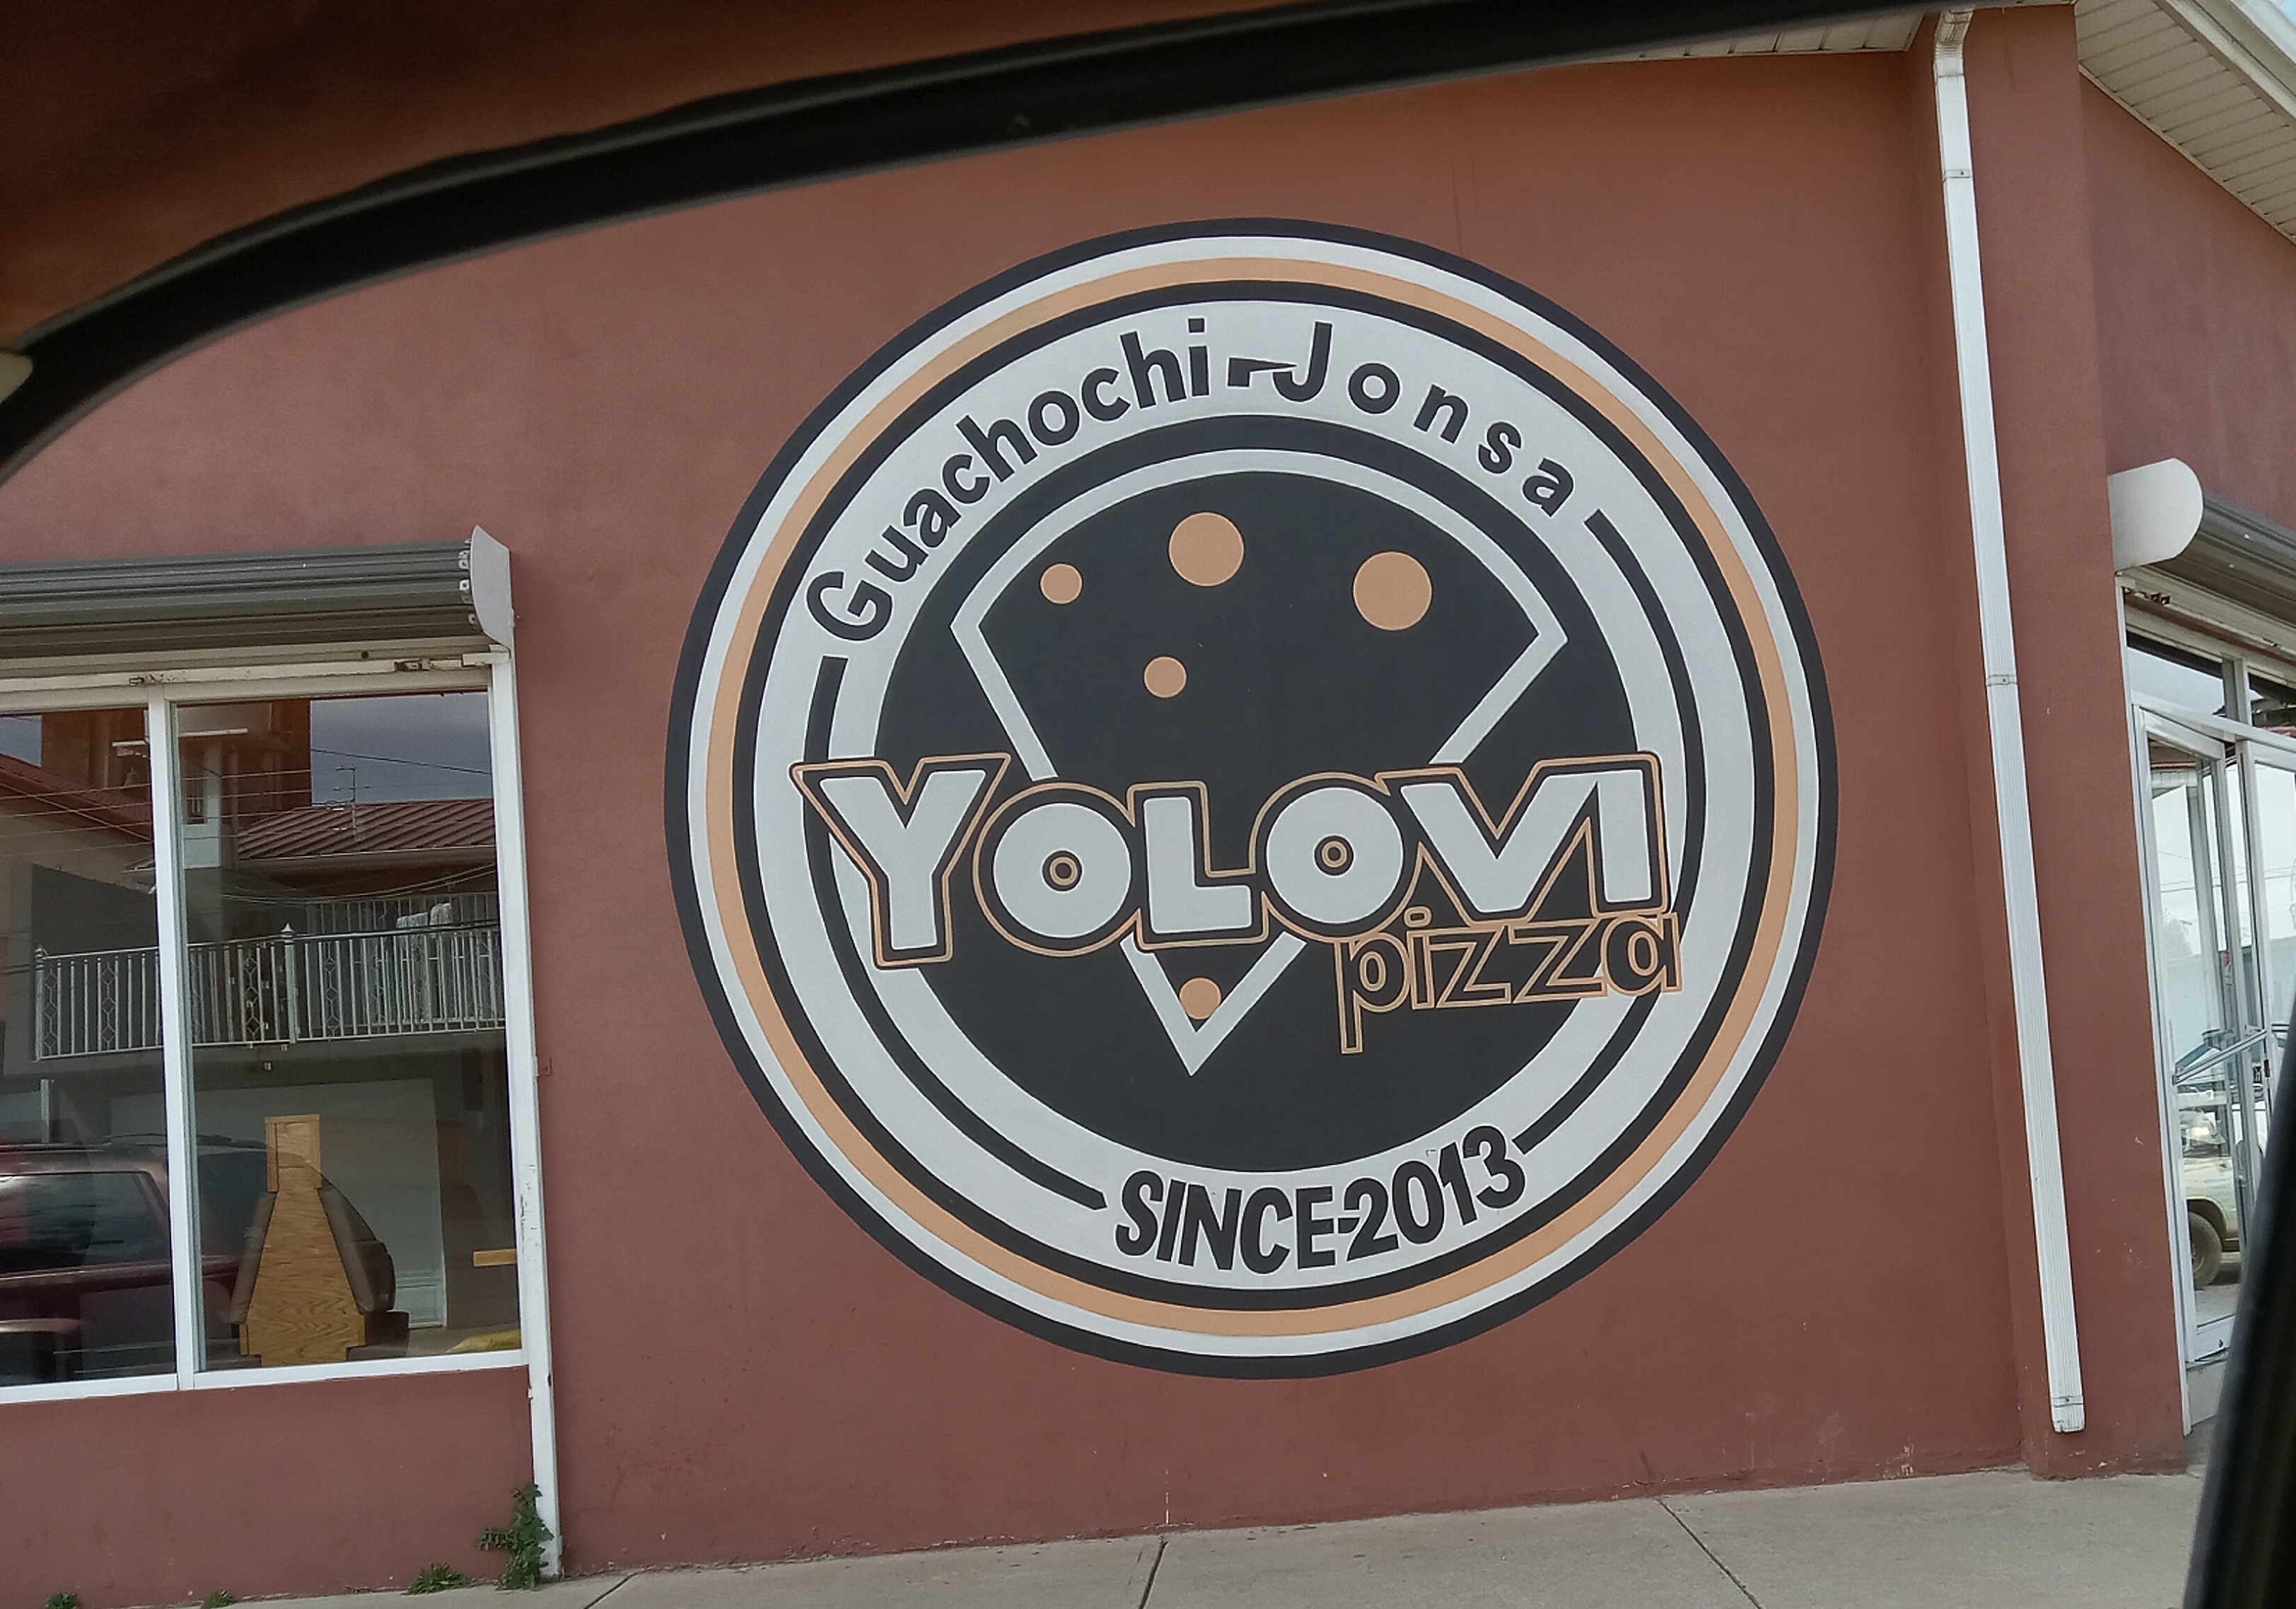 Guachochi-Jonsa
YOLOVI
pizza
SINCE-2013